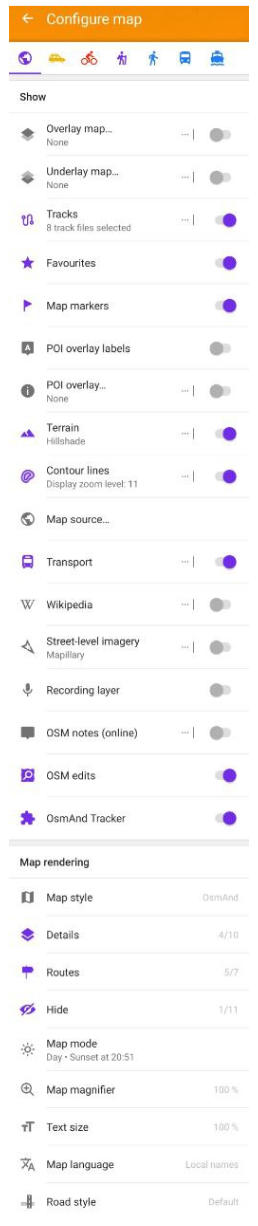 Configure map
Show
Overlay map...
None
Underlay map...
None
Tracks
8 track files selected
Favourites
Map markers
POI overlay labels
POI overlay...
None
Terrain
Hillshade
Contour lines
Display zoom level: 11
Map source...
Transport
Wikipedia
Street-level imagery
Mapillary
Recording layer
OSM notes (online)
OSM edits
OsmAnd Tracker
Map rendering
Map style OsmAnd
Details 4/10
Routes 5/7
Hide 1/11
Map mode
Day • Sunset at 20:51
Map magnifier 100 %
Text size 100 %
Map language Local names
Road style Default